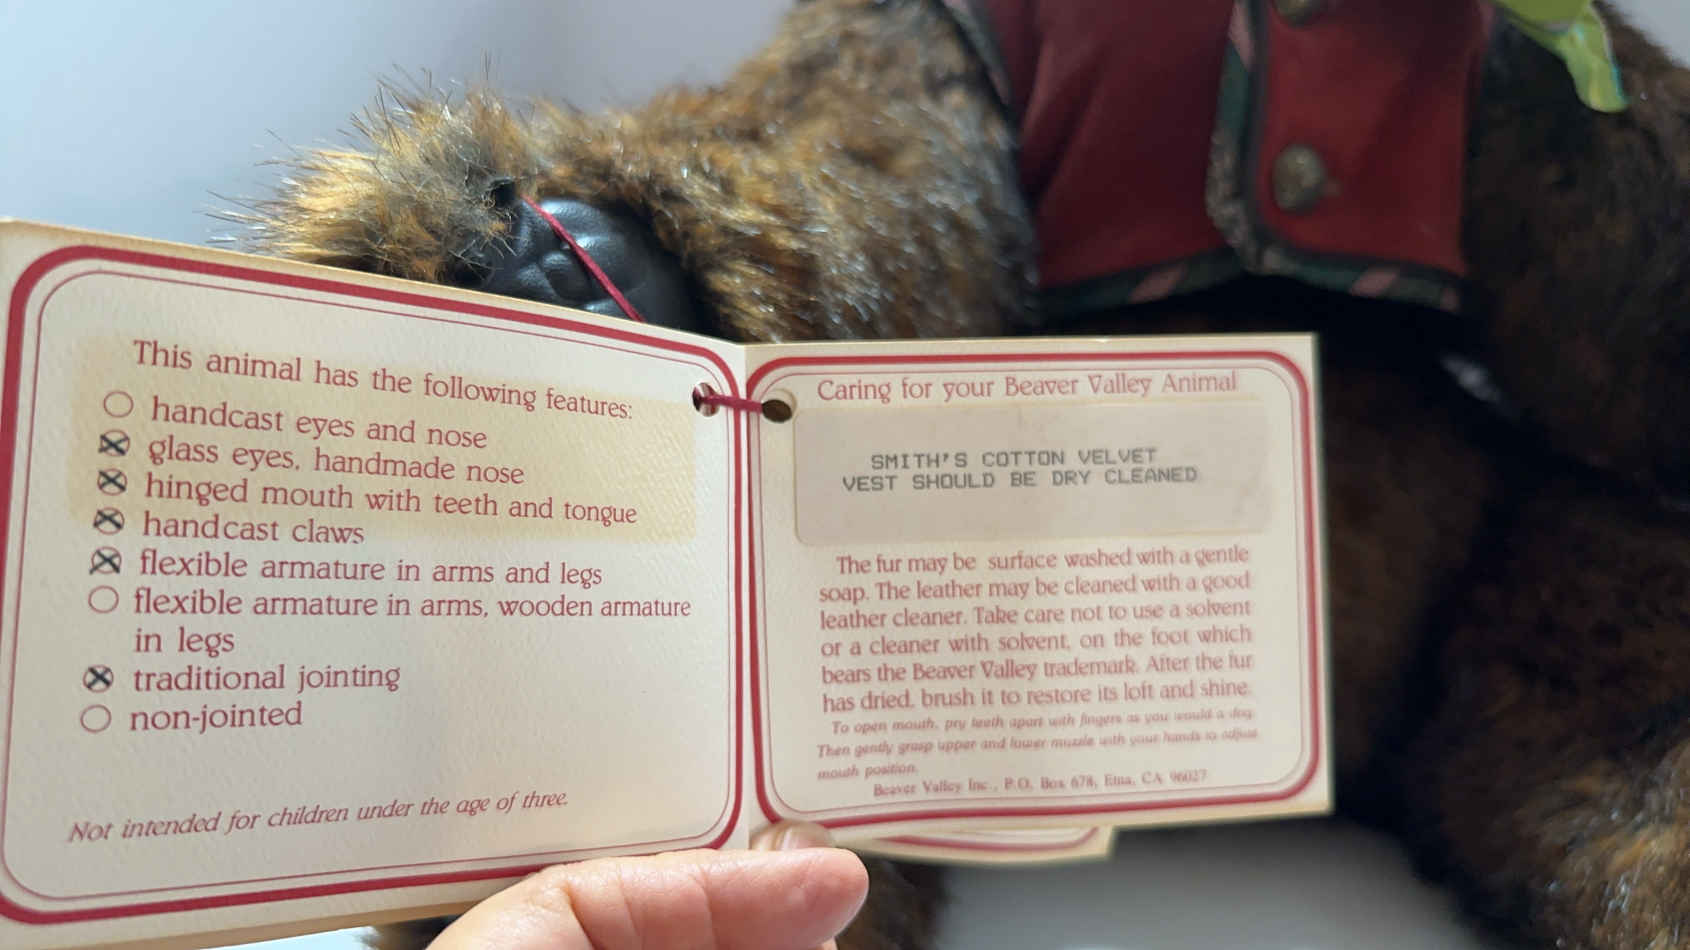 This animal has the following features:
handcast eyes and nose
glass eyes, handmade nose
hinged mouth with teeth and tongue
handcast claws
flexible armature in arms and legs
flexible armature in arms, wooden armature
in legs
traditional jointing
non-jointed
Not intended for children under the age of three.
Caring for your Beaver Valley Animal
SMITH'S COTTON VELVET
VEST SHOULD BE DRY CLEANED
The fur may be surface washed with a gentle
soap. The leather may be cleaned with a good
leather cleaner. Take care not to use a solvent
or a cleaner with solvent, on the foot which
bears the Beaver Valley trademark. After the fur
has dried, brush it to restore its loft and shine.
To open mouth, pry teeth apart with fingers as you would a dog.
Then gently grasp upper and lower muzzle with your hands to adjust
mouth position.
Beaver Valley Inc., P.O. Box 678, Etna, CA 96027